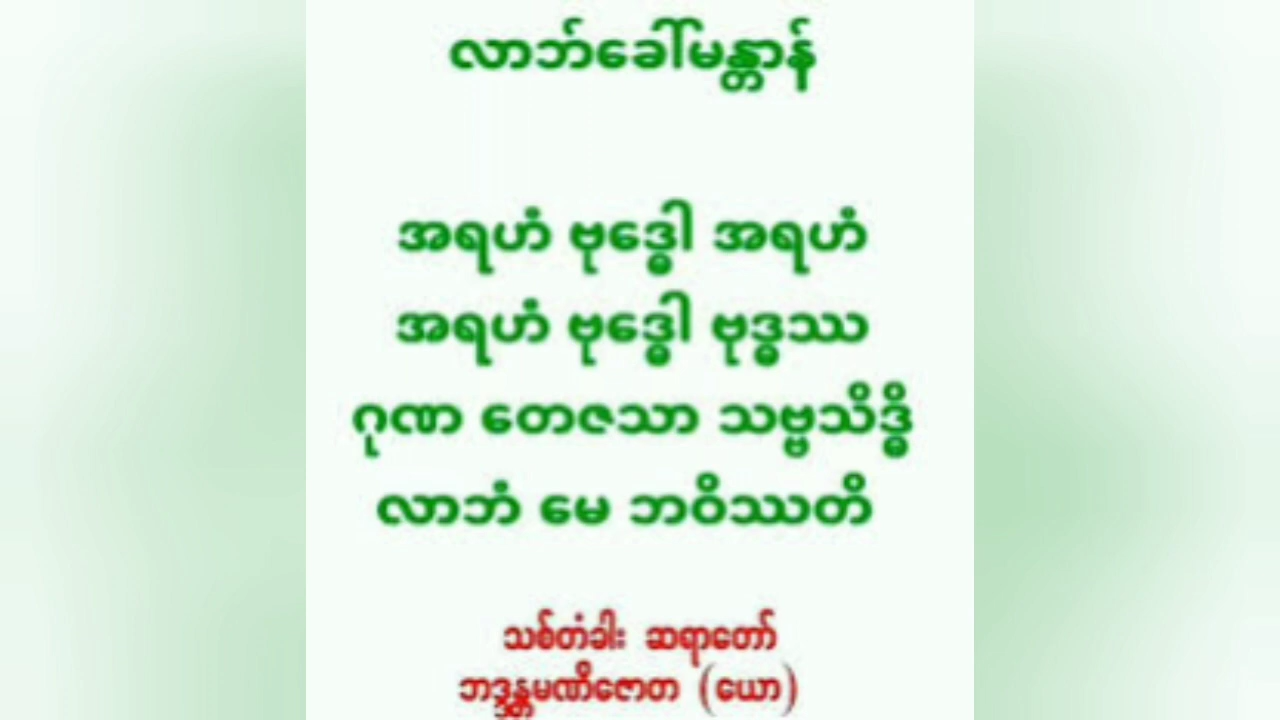 လာဘ်ခေါ်မန္တာန်
အရဟံ ဗုဒ္ဓေါ အရဟံ
အရဟံ ဗုဒ္ဓေါ ဗုဒ္ဓဿ
ဂုဏ တေဇသာ သဗ္ဗသိဒ္ဓိ
လာဘံ မေ ဘဝိဿတိ
သစ်တံခါး ဆရာတော်
ဘဒ္ဒန္တမဏိဇောတ (ယော)